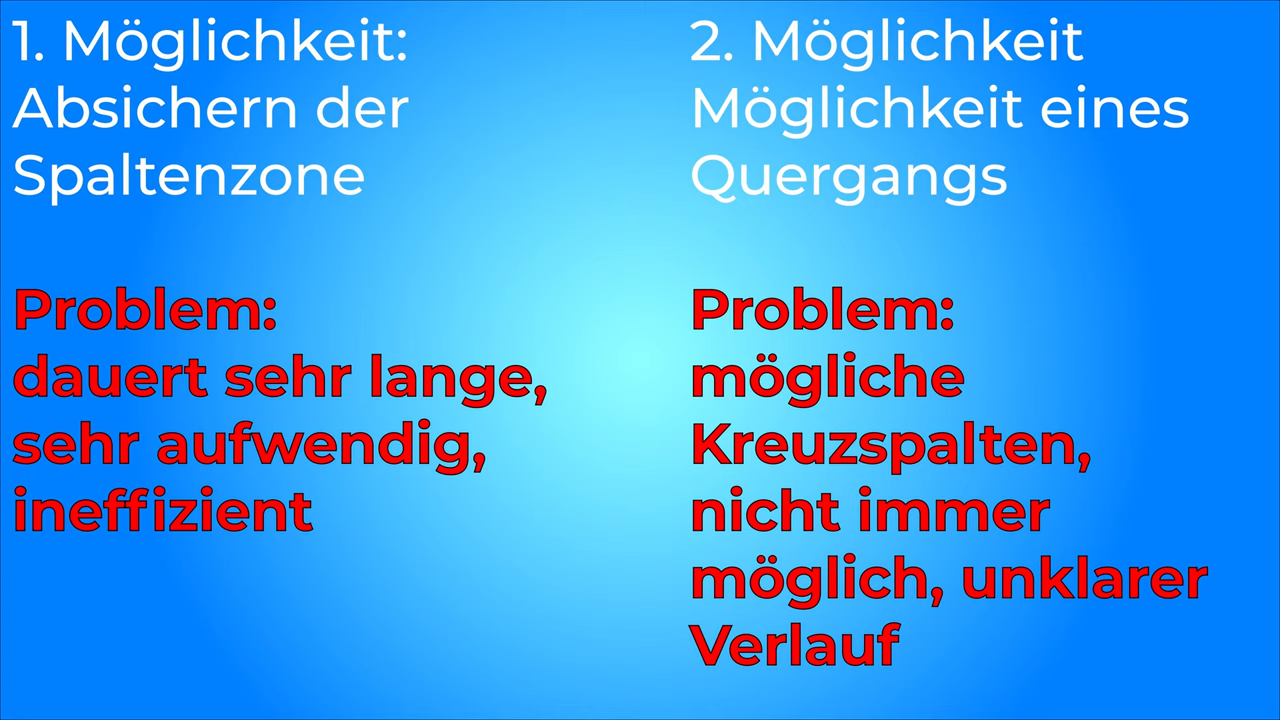 1. Möglichkeit:
Absichern der
Spaltenzone
Problem:
dauert sehr lange,
sehr aufwendig,
ineffizient
2. Möglichkeit
Möglichkeit eines
Quergangs
Problem:
mögliche
Kreuzspalten,
nicht immer
möglich, unklarer
Verlauf